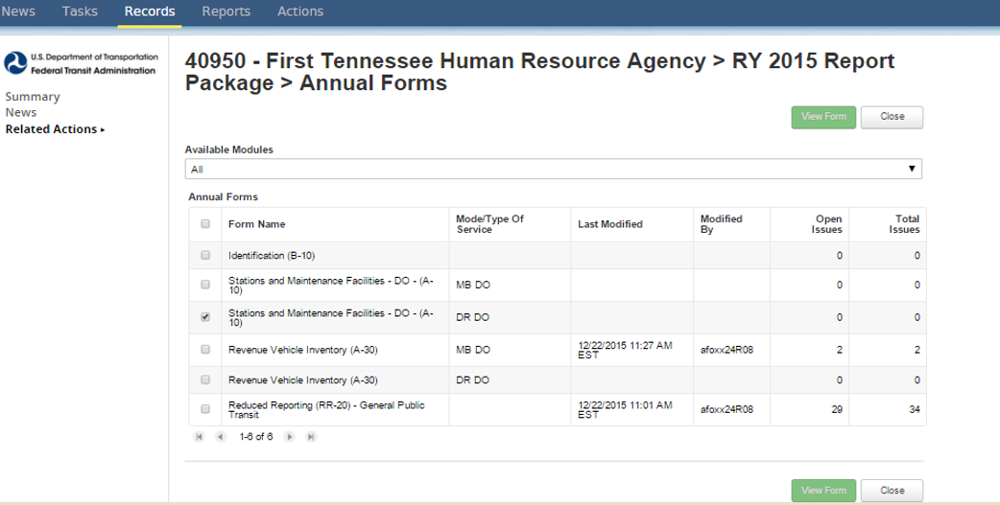 News Tasks Records Reports Actions
U.S. Department of Transportation
Federal Transit Administration
Summary
News
Related Actions ▸
40950 - First Tennessee Human Resource Agency > RY 2015 Report
Package > Annual Forms
View Form Close
Available Modules
All
Annual Forms
Form Name Mode/Type Of Service Last Modified Modified By Open Issues Total Issues
Identification (B-10) 0 0
Stations and Maintenance Facilities - DO - (A-
10) MB DO 0 0
Stations and Maintenance Facilities - DO - (A-
10) DR DO 0 0
Revenue Vehicle Inventory (A-30) MB DO 12/22/2015 11:27 AM EST afoxx24R08 2 2
Revenue Vehicle Inventory (A-30) DR DO 0 0
Reduced Reporting (RR-20) - General Public
Transit 12/22/2015 11:01 AM EST afoxx24R08 29 34
1-6 of 6
View Form Close